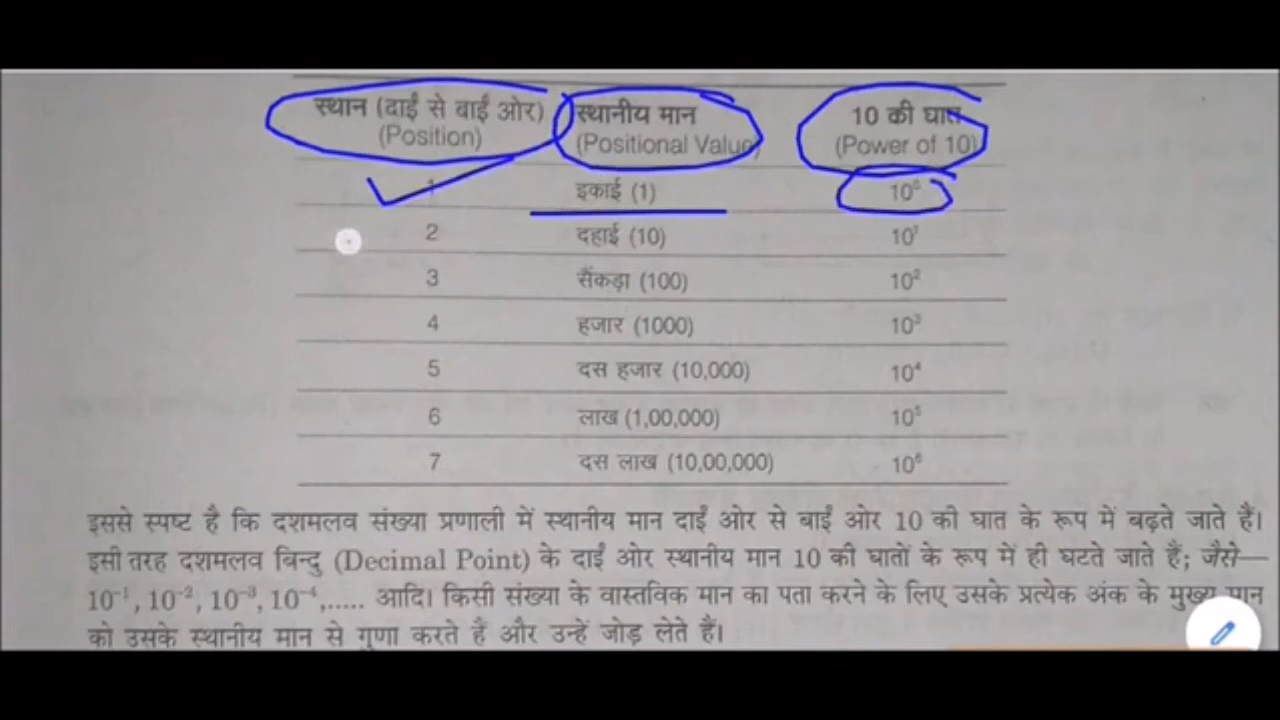 स्थान (दाईं से बाईं ओर) स्थानीय मान 10 की घात
(Position) (Positional Value) (Power of 10)
1 इकाई (1) 10⁰
2 दहाई (10) 10¹
3 सैंकड़ा (100) 10²
4 हजार (1000) 10³
5 दस हजार (10,000) 10⁴
6 लाख (1,00,000) 10⁵
7 दस लाख (10,00,000) 10⁶
इससे स्पष्ट है कि दशमलव संख्या प्रणाली में स्थानीय मान दाईं ओर से बाईं ओर 10 की घात के रूप में बढ़ते जाते हैं।
इसी तरह दशमलव बिन्दु (Decimal Point) के दाईं ओर स्थानीय मान 10 की घातों के रूप में ही घटते जाते हैं; जैसे—
10⁻¹, 10⁻², 10⁻³, 10⁻⁴,..... आदि। किसी संख्या के वास्तविक मान का पता करने के लिए उसके प्रत्येक अंक के मुख्य मान
को उसके स्थानीय मान से गुणा करते हैं और उन्हें जोड़ लेते हैं।